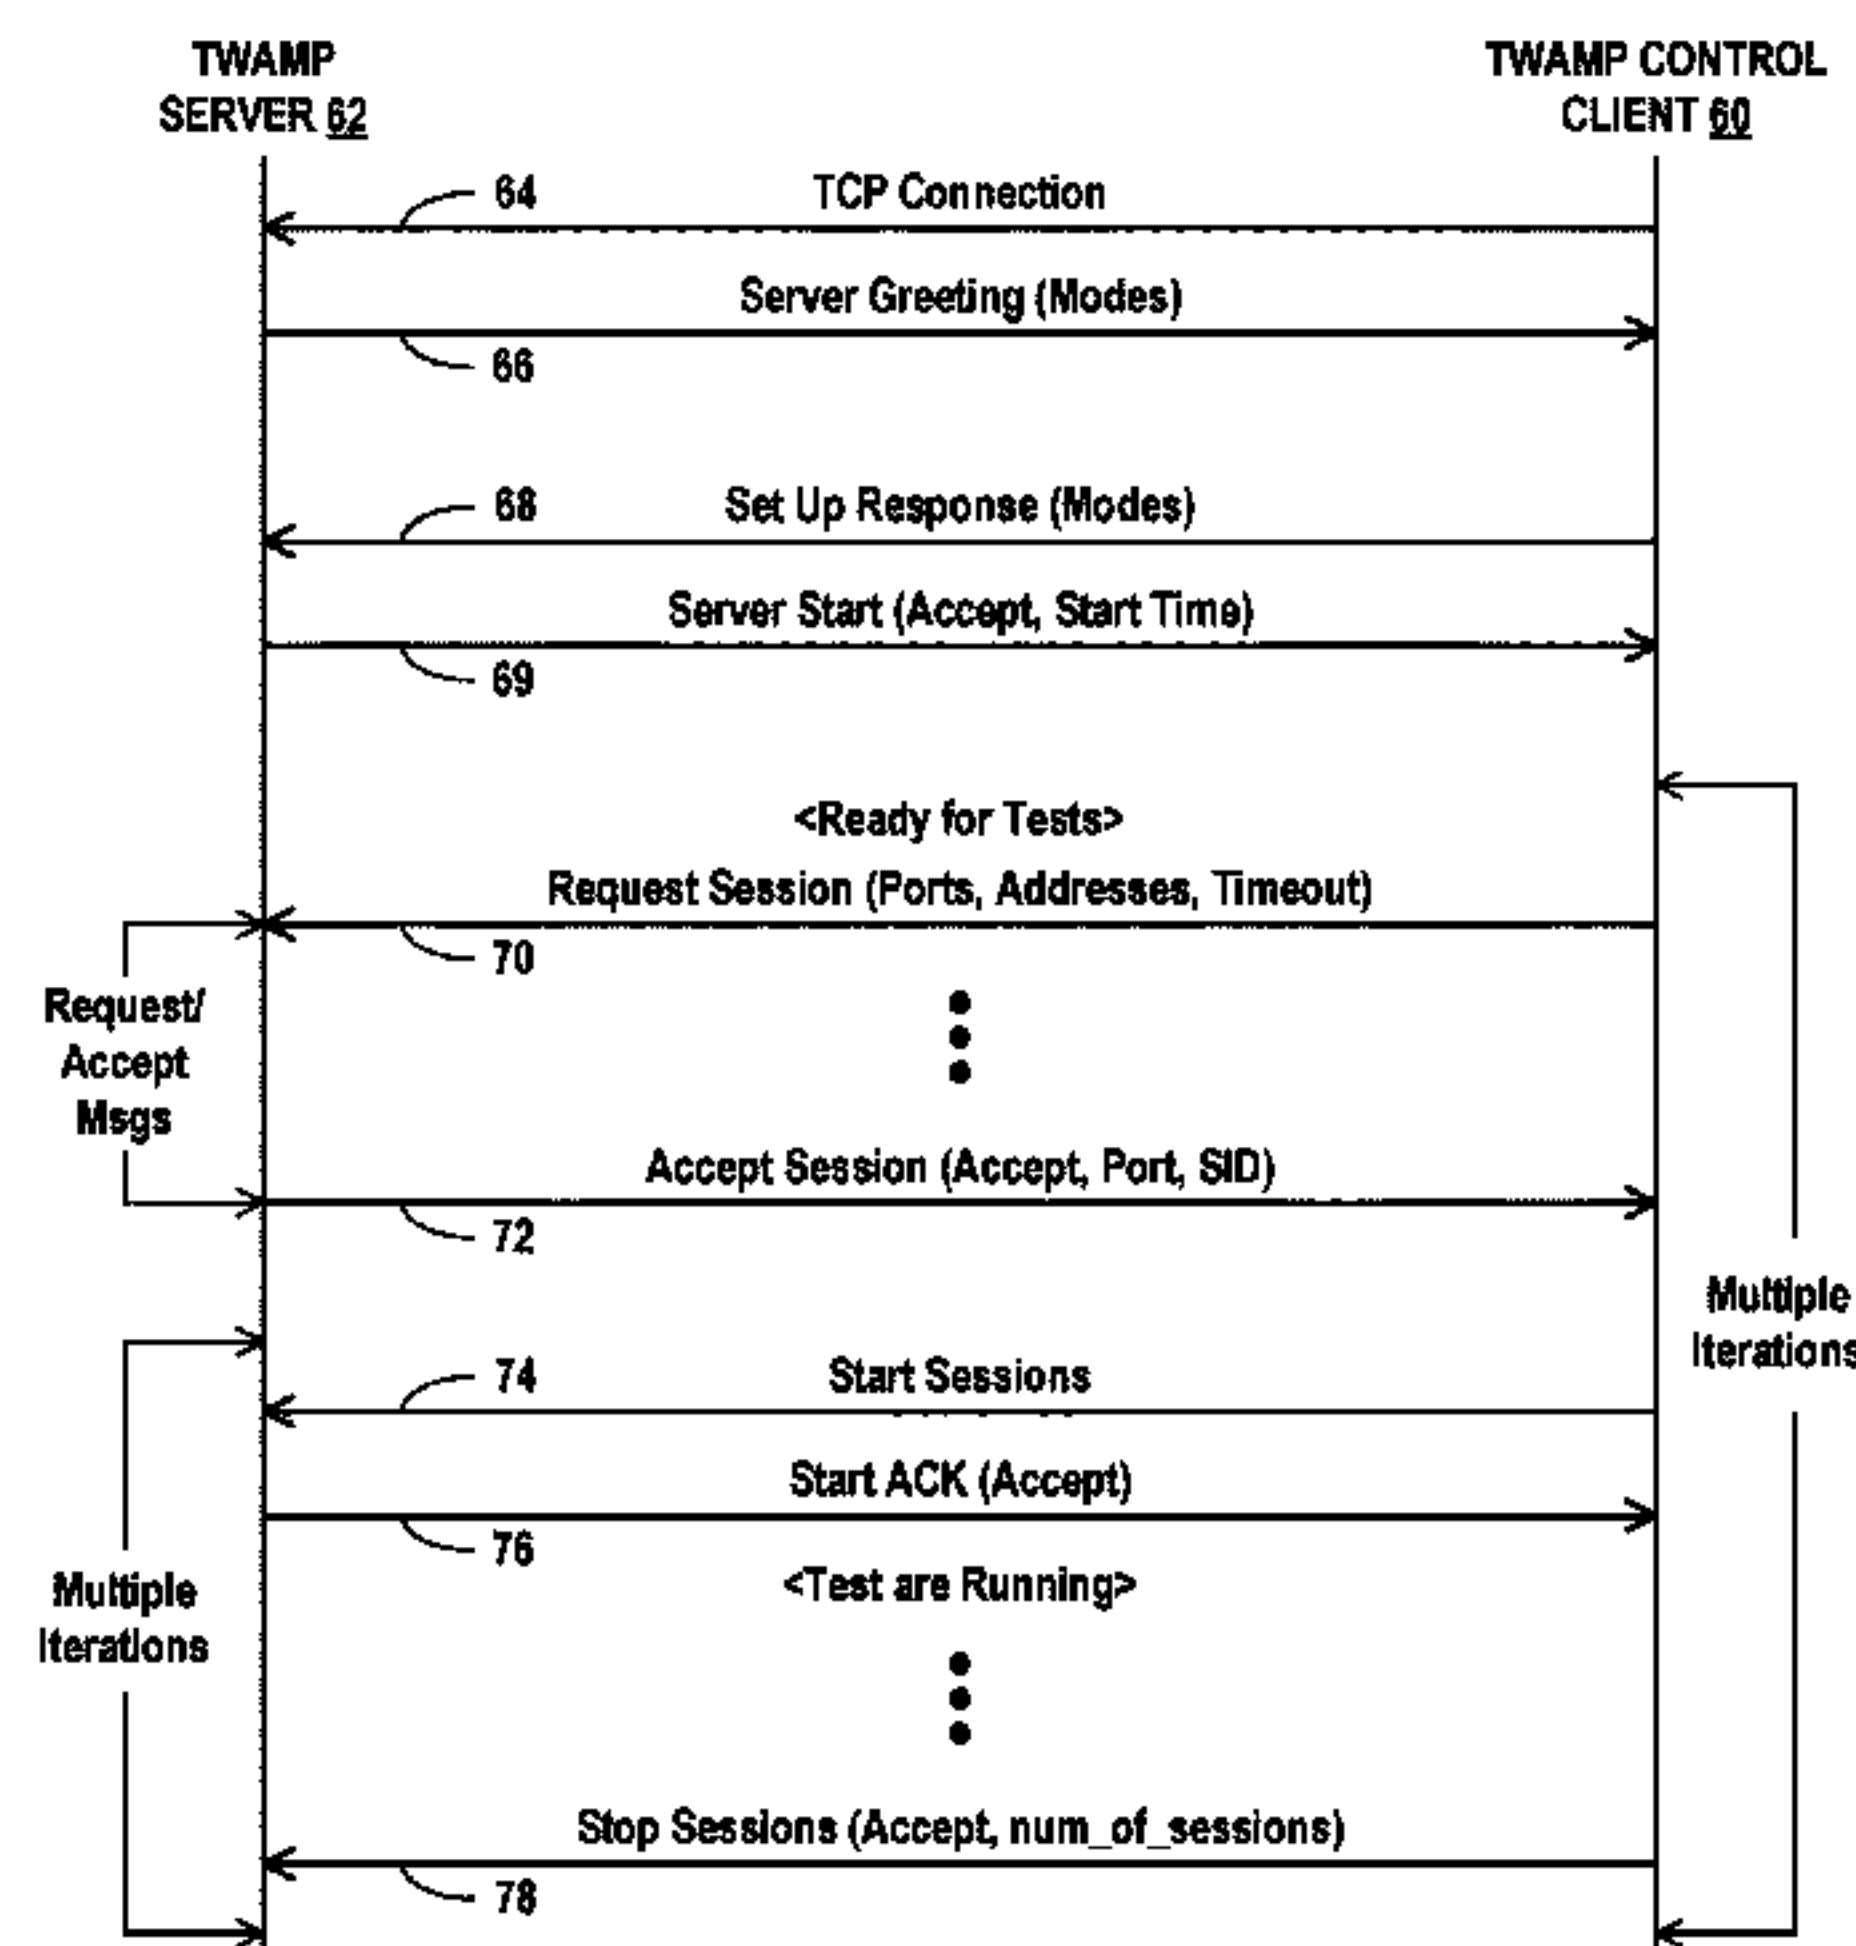 TWAMP
SERVER 62
TWAMP CONTROL
CLIENT 60
64
TCP Connection
Server Greeting (Modes)
66
68
Set Up Response (Modes)
Server Start (Accept, Start Time)
69
<Ready for Tests>
Request Session (Ports, Addresses, Timeout)
70
Request/
Accept
Msgs
Accept Session (Accept, Port, SID)
72
Multiple
Iterations
74
Start Sessions
Start ACK (Accept)
76
<Test are Running>
Multiple
Iterations
Stop Sessions (Accept, num_of_sessions)
78